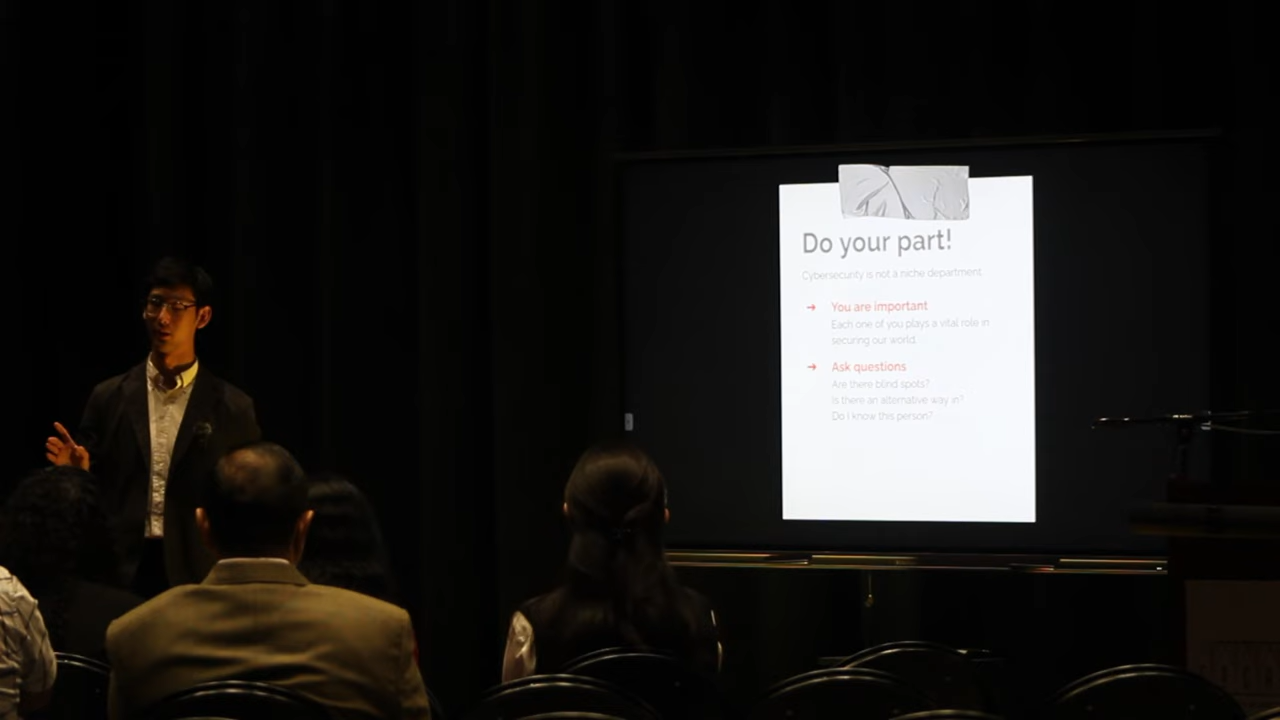 Do your part!
Cybersecurity is not a niche department
➔ You are important
Each one of you plays a vital role in
securing our world.
➔ Ask questions
Are there blind spots?
Is there an alternative way in?
Do I know this person?